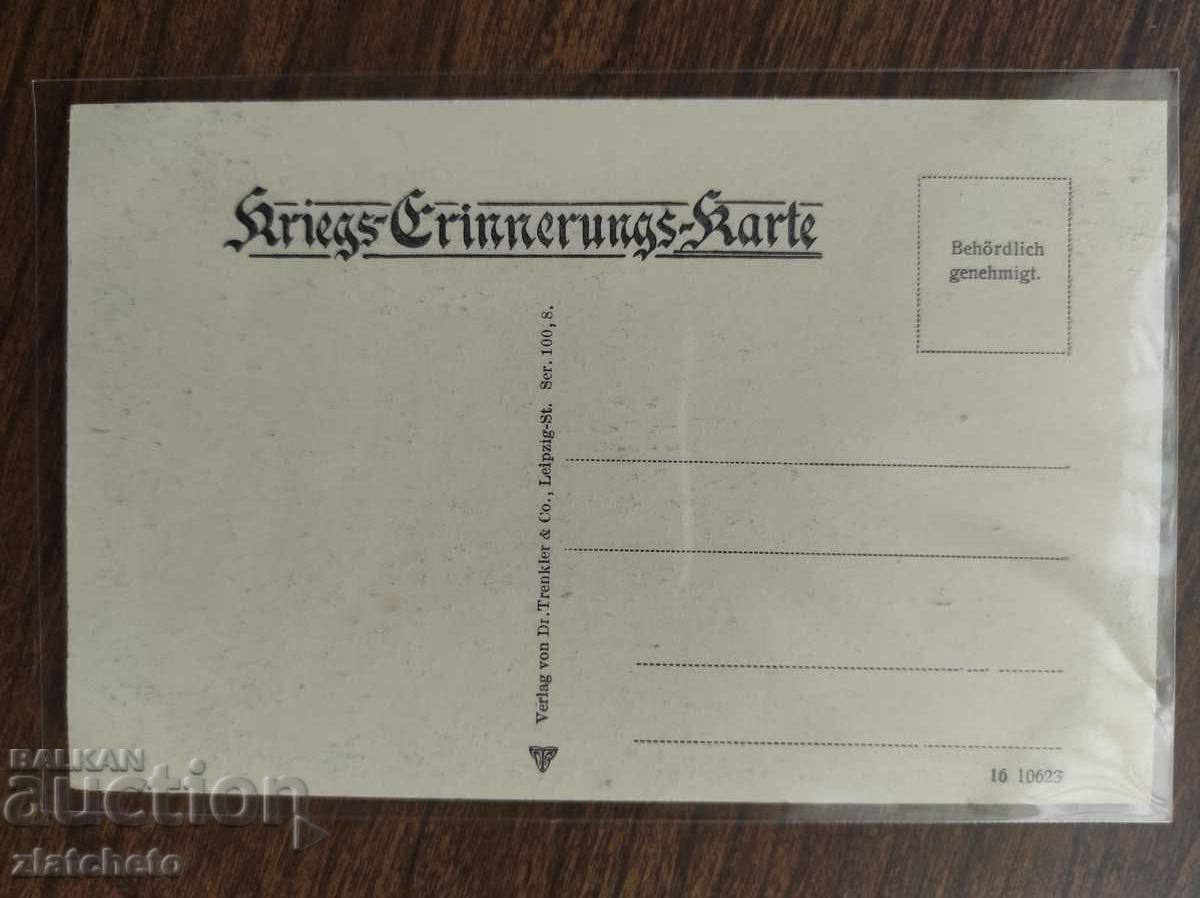 Kriegs-Erinnerungs-Karte
Behördlich
genehmigt.
Verlag von Dr. Trenkler & Co., Leipzig-St. Ser. 100, 8.
16 10623
BALKAN
auction
zlatcheto